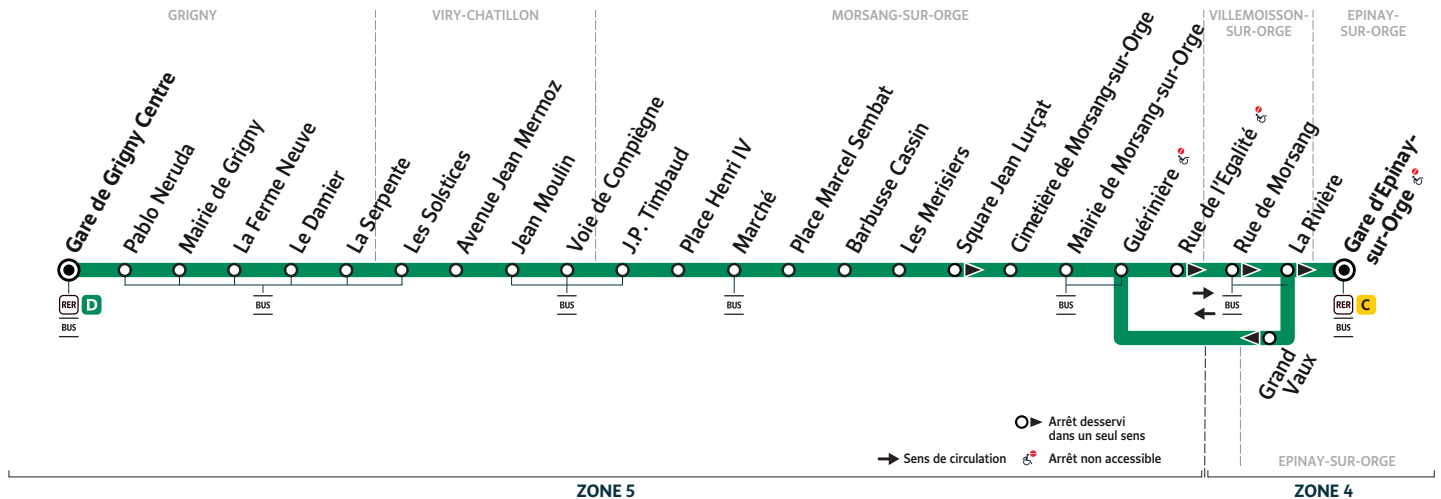 GRIGNY
VIRY-CHATILLON
MORSANG-SUR-ORGE
VILLEMOISSON-
SUR-ORGE
EPINAY-
SUR-ORGE
Gare de Grigny Centre
Pablo Neruda
Mairie de Grigny
La Ferme Neuve
Le Damier
La Serpente
Les Solstices
Avenue Jean Mermoz
Jean Moulin
Voie de Compiègne
J.P. Timbaud
Place Henri IV
Marché
Place Marcel Sembat
Barbusse Cassin
Les Merisiers
Square Jean Lurçat
Cimetière de Morsang-sur-Orge
Mairie de Morsang-sur-Orge
Guérinière
Rue de l'Egalité
Rue de Morsang
La Rivière
Gare d'Epinay-
sur-Orge
RER D
BUS
BUS
BUS
BUS
BUS
BUS
RER C
BUS
Grand
Vaux
Arrêt desservi
dans un seul sens
Sens de circulation
Arrêt non accessible
EPINAY-SUR-ORGE
ZONE 5
ZONE 4